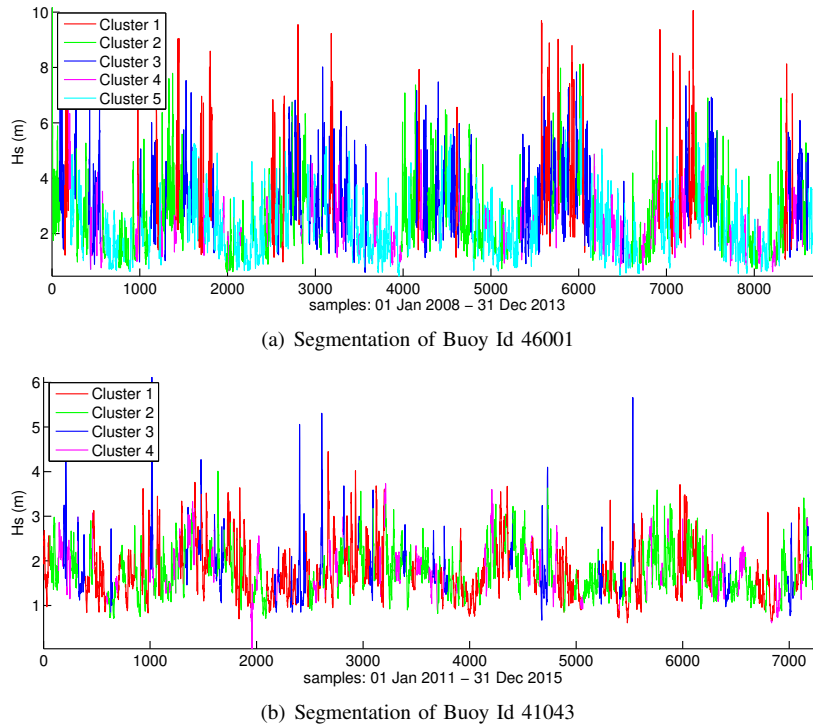 10
8
6
4
2
Hs (m)
Cluster 1
Cluster 2
Cluster 3
Cluster 4
Cluster 5
0 1000 2000 3000 4000 5000 6000 7000 8000
samples: 01 Jan 2008 − 31 Dec 2013
(a) Segmentation of Buoy Id 46001
6
5
4
3
2
1
Hs (m)
Cluster 1
Cluster 2
Cluster 3
Cluster 4
0 1000 2000 3000 4000 5000 6000 7000
samples: 01 Jan 2011 − 31 Dec 2015
(b) Segmentation of Buoy Id 41043